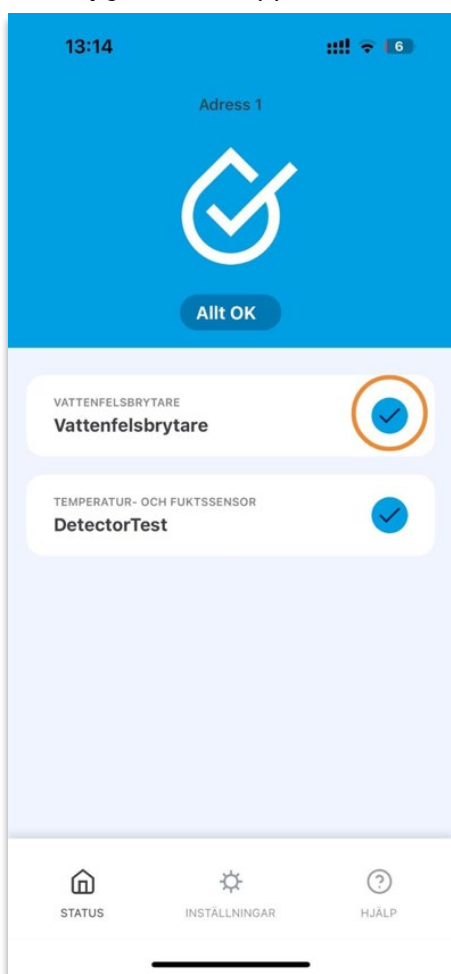 13:14
6
Adress 1
Allt OK
VATTENFELSBRYTARE
Vattenfelsbrytare
TEMPERATUR- OCH FUKTSSENSOR
DetectorTest
STATUS
INSTÄLLNINGAR
HJÄLP